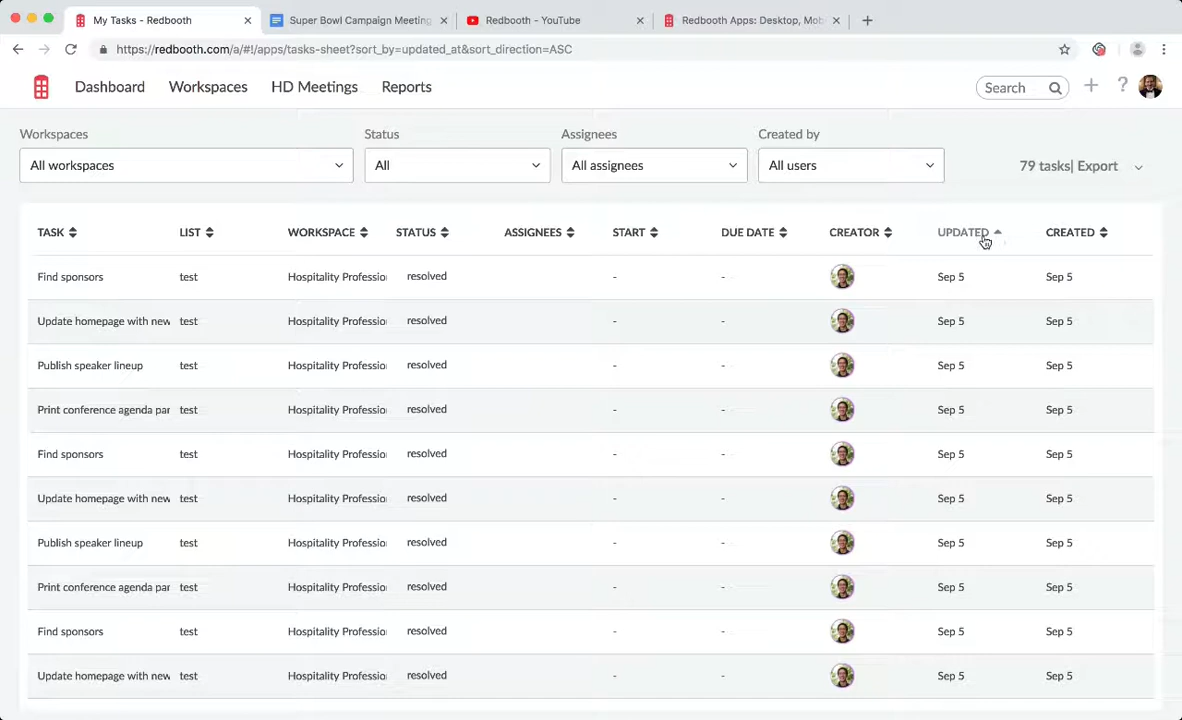 My Tasks - Redbooth
Super Bowl Campaign Meeting
Redbooth - YouTube
Redbooth Apps: Desktop, Mob
https://redbooth.com/a/#!/apps/tasks-sheet?sort_by=updated_at&sort_direction=ASC
Dashboard Workspaces HD Meetings Reports Search
Workspaces Status Assignees Created by
All workspaces All All assignees All users 79 tasks| Export
TASK LIST WORKSPACE STATUS ASSIGNEES START DUE DATE CREATOR UPDATED CREATED
Find sponsors test Hospitality Professio resolved - - Sep 5 Sep 5
Update homepage with new test Hospitality Professio resolved - - Sep 5 Sep 5
Publish speaker lineup test Hospitality Professio resolved - - Sep 5 Sep 5
Print conference agenda par test Hospitality Professio resolved - - Sep 5 Sep 5
Find sponsors test Hospitality Professio resolved - - Sep 5 Sep 5
Update homepage with new test Hospitality Professio resolved - - Sep 5 Sep 5
Publish speaker lineup test Hospitality Professio resolved - - Sep 5 Sep 5
Print conference agenda par test Hospitality Professio resolved - - Sep 5 Sep 5
Find sponsors test Hospitality Professio resolved - - Sep 5 Sep 5
Update homepage with new test Hospitality Professio resolved - - Sep 5 Sep 5